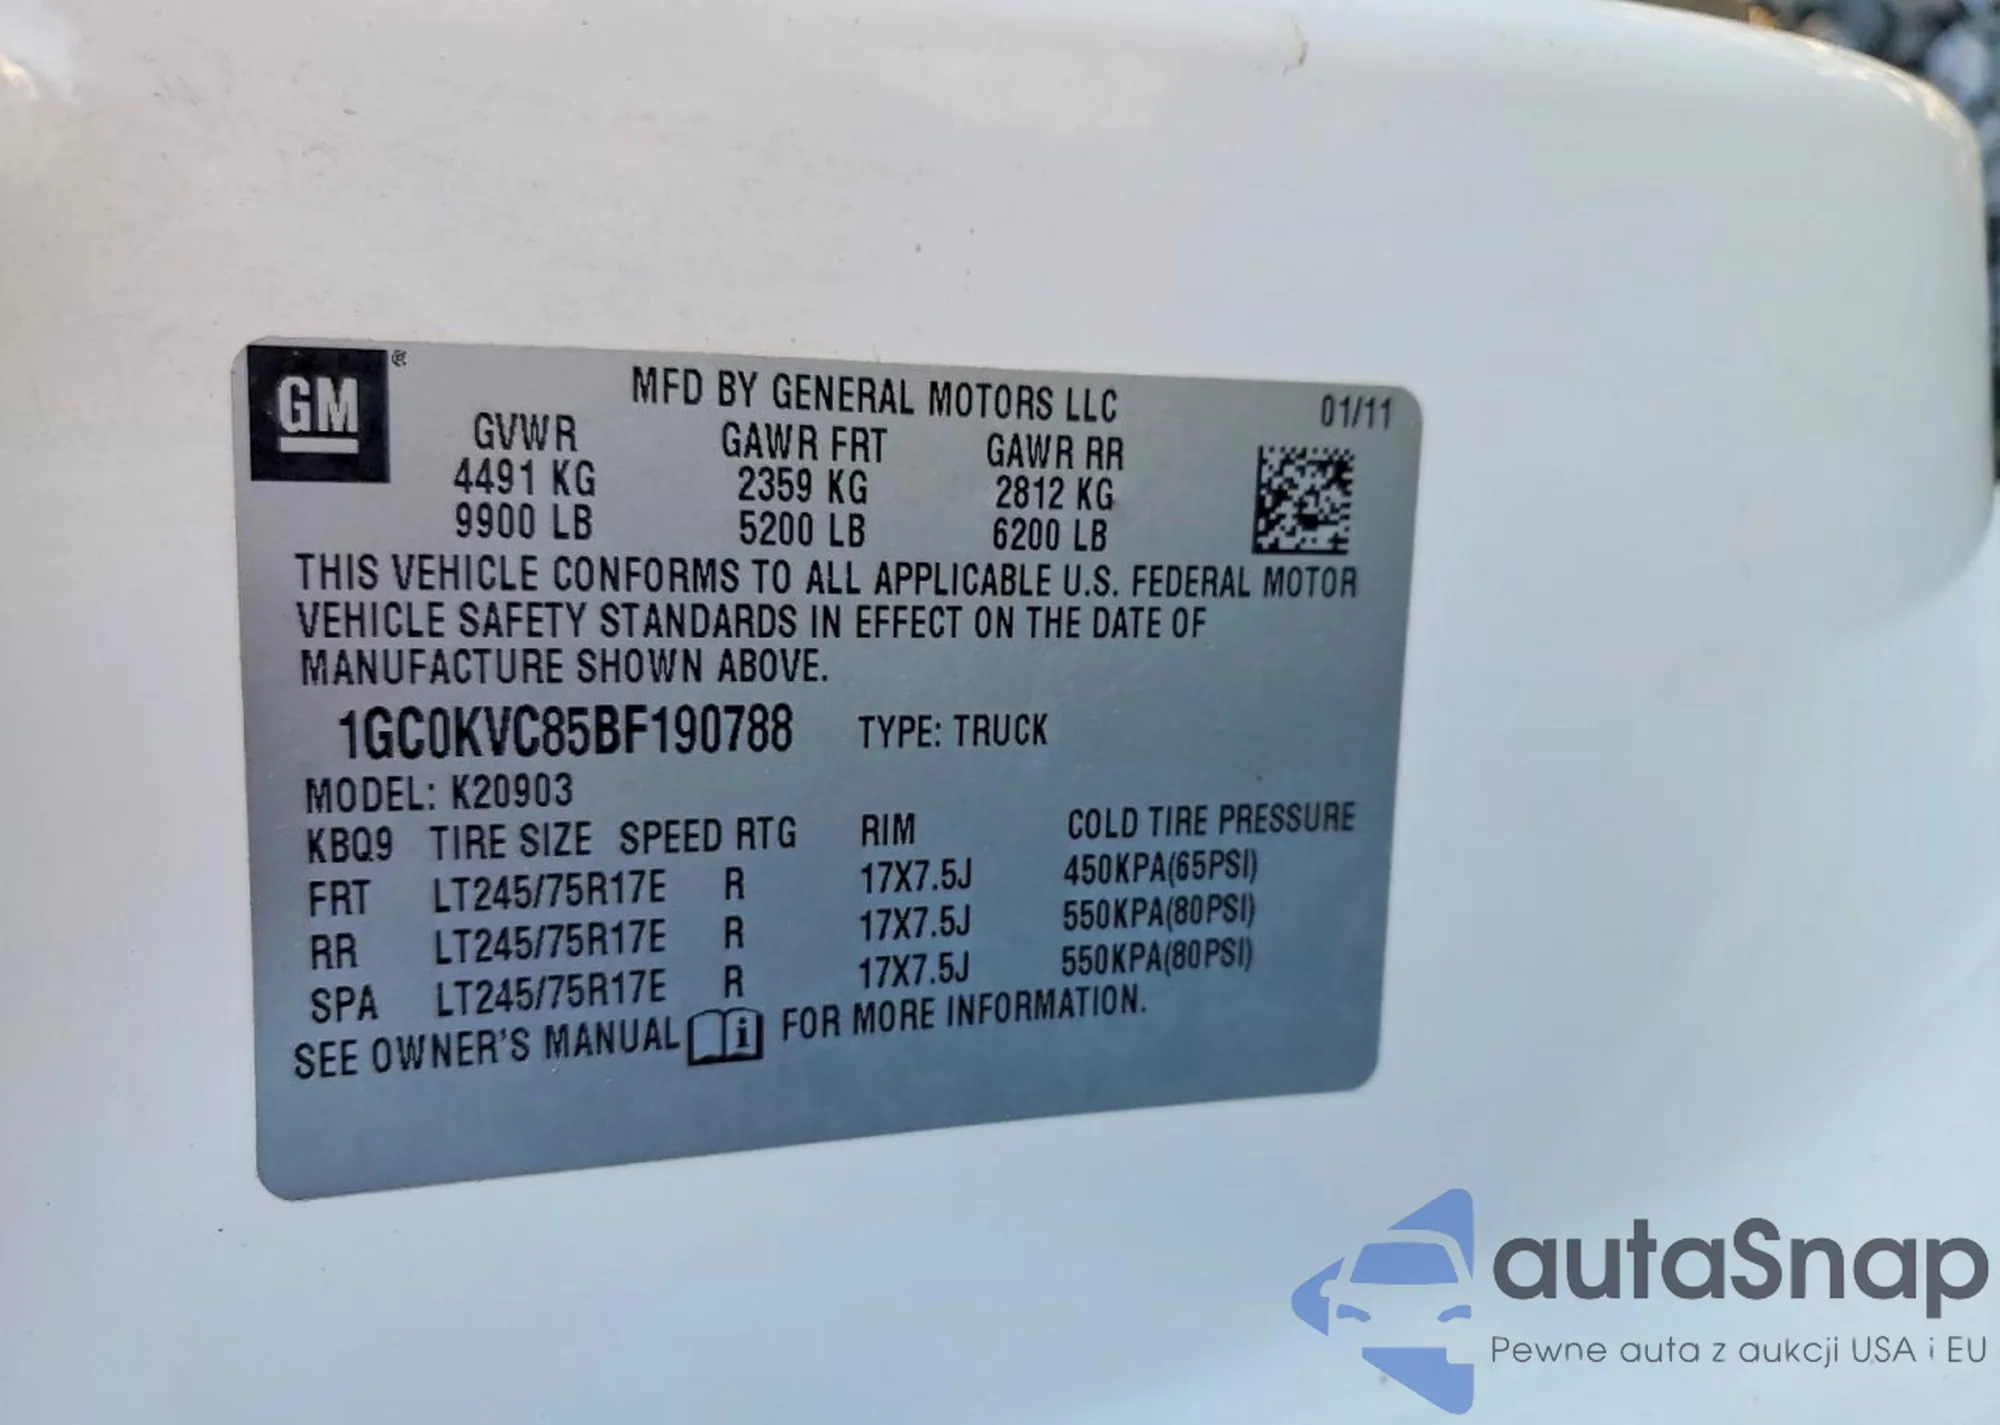 GM ®
MFD BY GENERAL MOTORS LLC 01/11
GVWR GAWR FRT GAWR RR
4491 KG 2359 KG 2812 KG
9900 LB 5200 LB 6200 LB
THIS VEHICLE CONFORMS TO ALL APPLICABLE U.S. FEDERAL MOTOR
VEHICLE SAFETY STANDARDS IN EFFECT ON THE DATE OF
MANUFACTURE SHOWN ABOVE.
1GC0KVC85BF190788 TYPE: TRUCK
MODEL: K20903
KBQ9 TIRE SIZE SPEED RTG RIM COLD TIRE PRESSURE
FRT LT245/75R17E R 17X7.5J 450KPA(65PSI)
RR LT245/75R17E R 17X7.5J 550KPA(80PSI)
SPA LT245/75R17E R 17X7.5J 550KPA(80PSI)
SEE OWNER'S MANUAL i FOR MORE INFORMATION.
autaSnap
Pewne auta z aukcji USA i EU